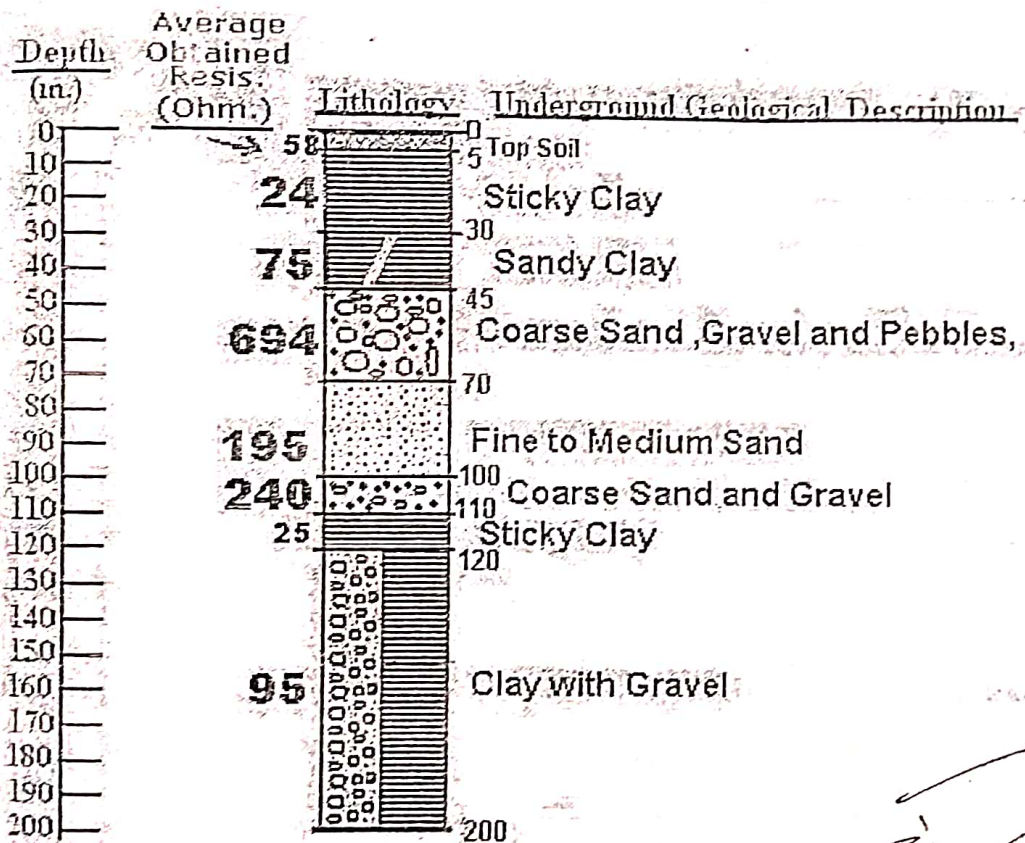 Average
Depth Obtained
Resis.
(in.) (Ohm.) Lithology Underground Geological Description
0 0
58 5 Top Soil
10
20 24 Sticky Clay
30 30
40 75 Sandy Clay
50 45
60 694 Coarse Sand ,Gravel and Pebbles,
70 70
80
90 195 Fine to Medium Sand
100 100
240 Coarse Sand and Gravel
110 110
25 Sticky Clay
120 120
130
140
150
160 95 Clay with Gravel
170
180
190
200 200